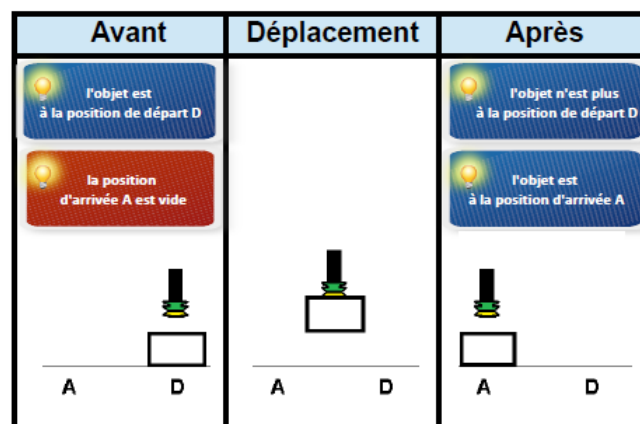 Avant
Déplacement
Après
l'objet est
à la position de départ D
la position
d'arrivée A est vide
l'objet n'est plus
à la position de départ D
l'objet est
à la position d'arrivée A
A D
A D
A D